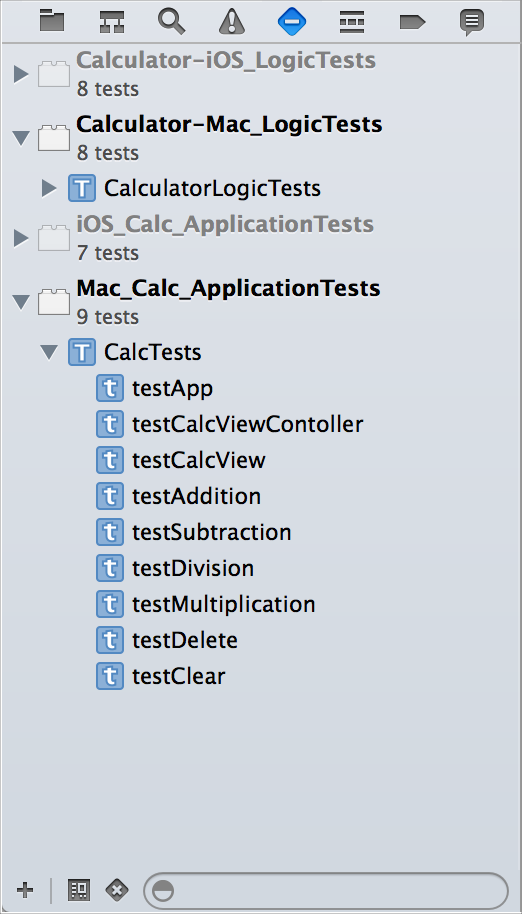 Calculator-iOS_LogicTests
8 tests
Calculator-Mac_LogicTests
8 tests
T CalculatorLogicTests
iOS_Calc_ApplicationTests
7 tests
Mac_Calc_ApplicationTests
9 tests
T CalcTests
t testApp
t testCalcViewContoller
t testCalcView
t testAddition
t testSubtraction
t testDivision
t testMultiplication
t testDelete
t testClear